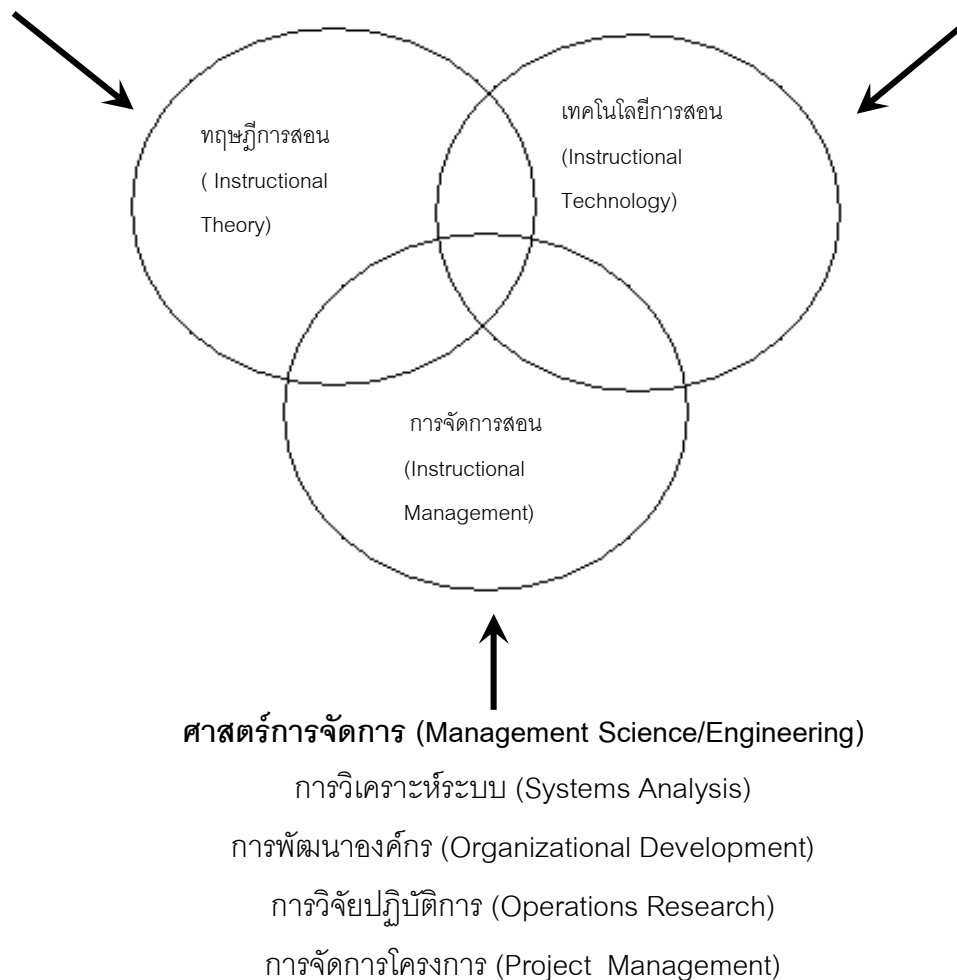 ทฤษฎีการสอน
( Instructional
Theory)
เทคโนโลยีการสอน
(Instructional
Technology)
การจัดการสอน
(Instructional
Management)
ศาสตร์การจัดการ (Management Science/Engineering)
การวิเคราะห์ระบบ (Systems Analysis)
การพัฒนาองค์กร (Organizational Development)
การวิจัยปฏิบัติการ (Operations Research)
การจัดการโครงการ (Project Management)